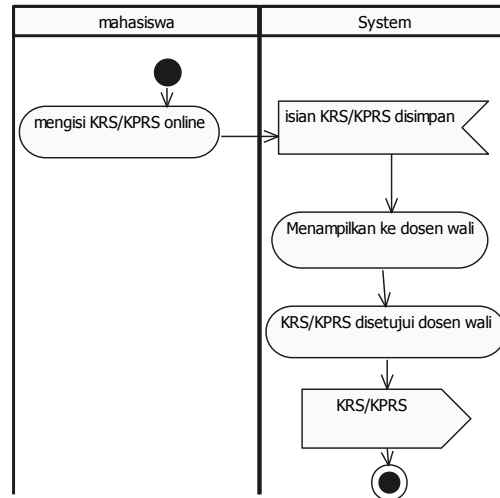 mahasiswa
System
mengisi KRS/KPRS online
isian KRS/KPRS disimpan
Menampilkan ke dosen wali
KRS/KPRS disetujui dosen wali
KRS/KPRS